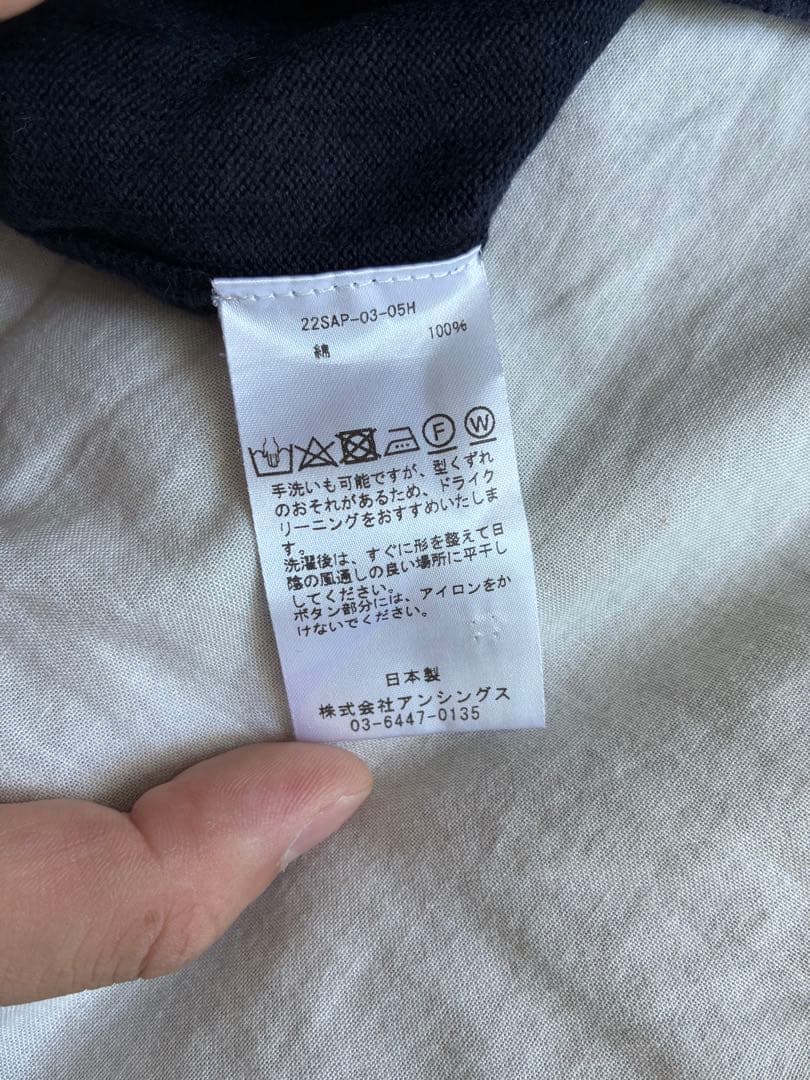 22SAP-03-05H
綿 100%
F W
手洗いも可能ですが、型くずれ
のおそれがあるため、ドライク
リーニングをおすすめいたしま
す。
洗濯後は、すぐに形を整えて日
陰の風通しの良い場所に平干し
してください。
ボタン部分には、アイロンをか
けないでください。
日本製
株式会社アンシングス
03-6447-0135